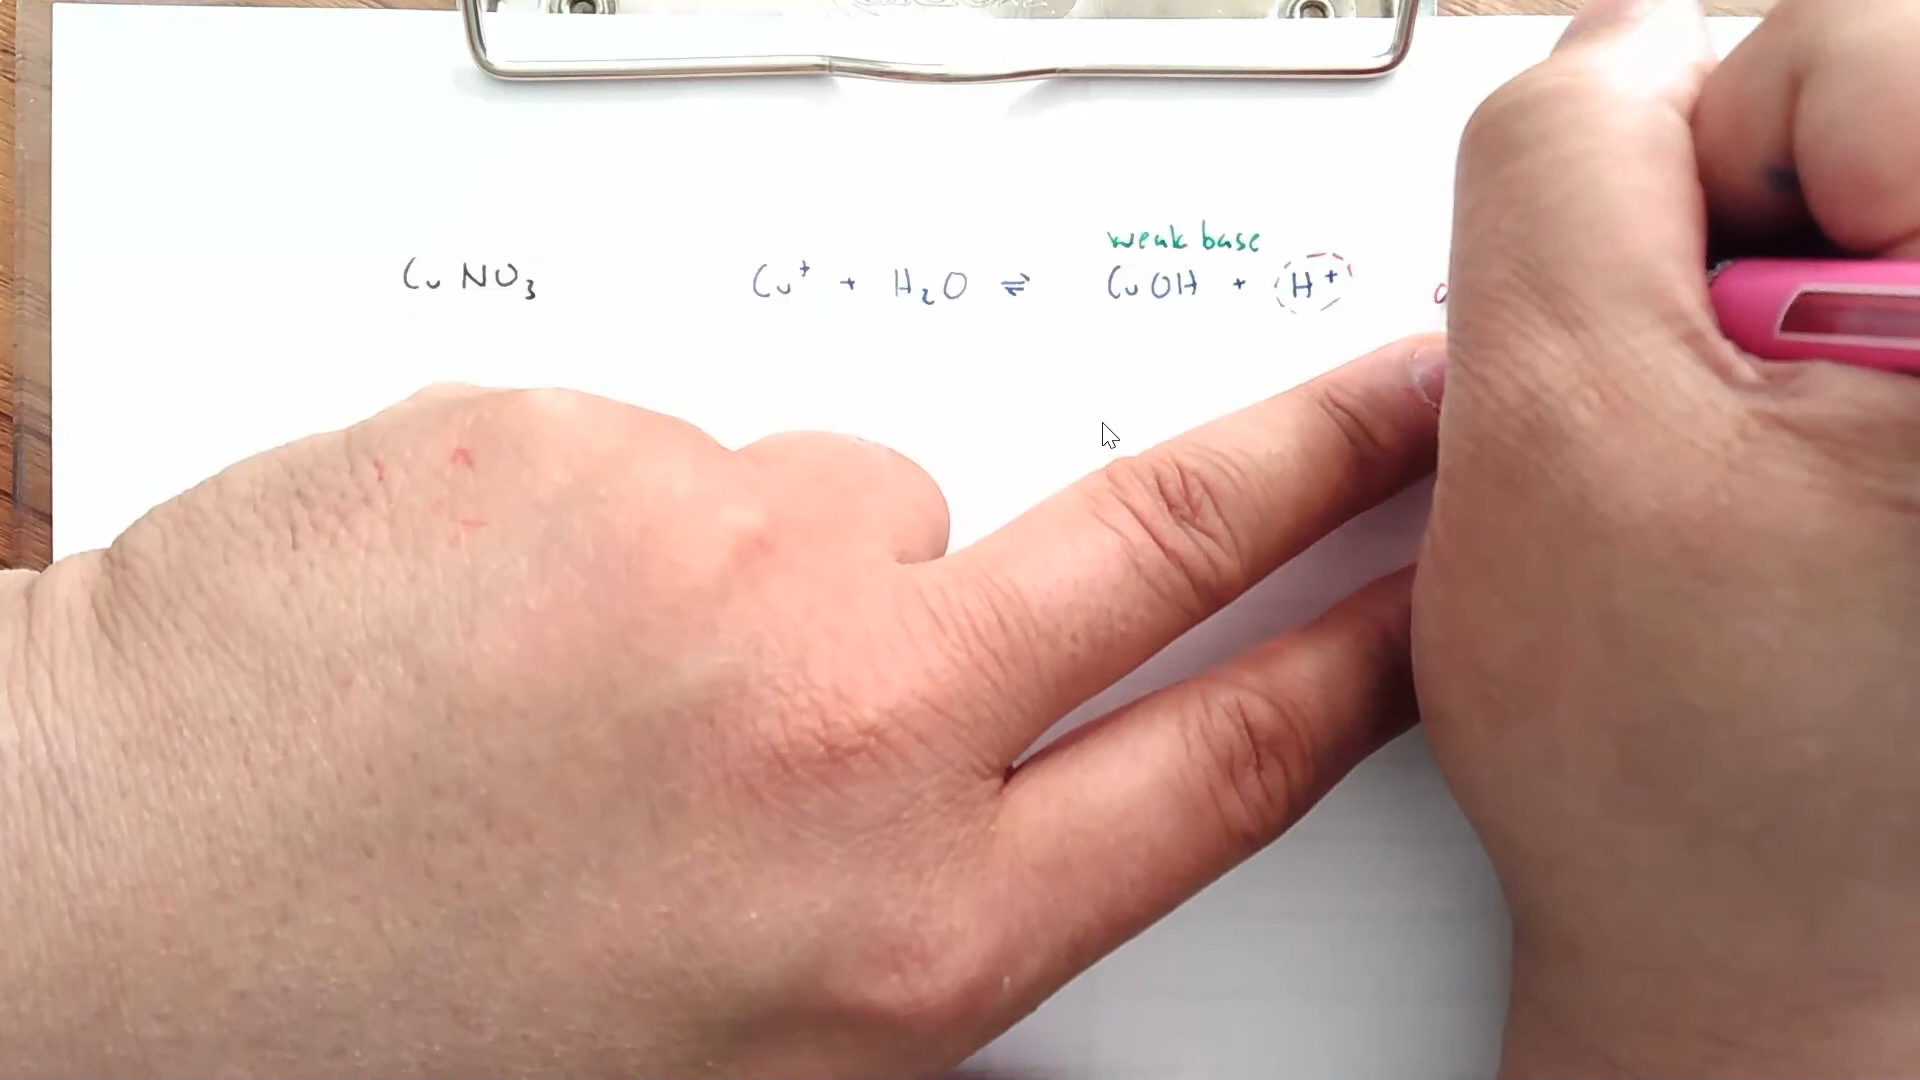 weak base
CuNO₃ Cu⁺ + H₂O ⇌ CuOH + H⁺